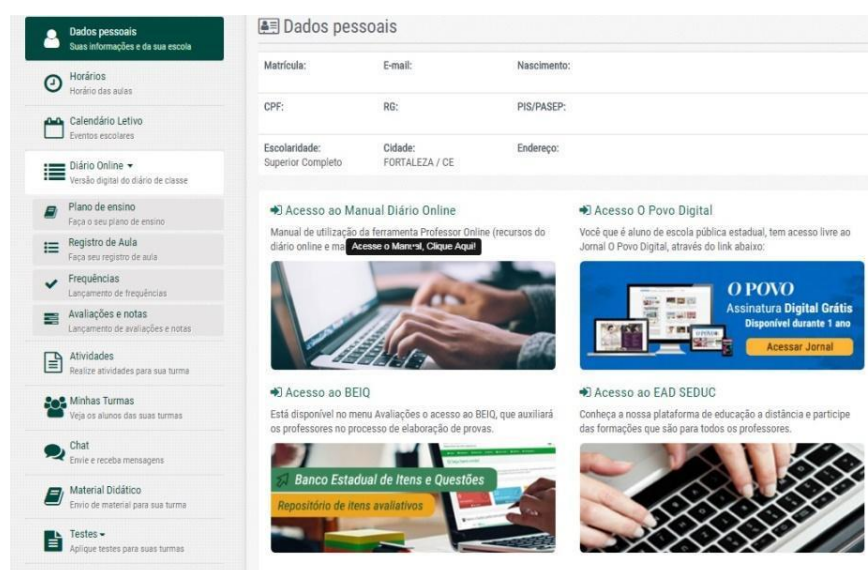 Dados pessoais
Suas informações e da sua escola
Horários
Horário das aulas
Calendário Letivo
Eventos escolares
Diário Online
Versão digital do diário de classe
Plano de ensino
Faça o seu plano de ensino
Registro de Aula
Faça seu registro de aula
Frequências
Lançamento de frequências
Avaliações e notas
Lançamento de avaliações e notas
Atividades
Realize atividades para sua turma
Minhas Turmas
Veja os alunos das suas turmas
Chat
Envie e receba mensagens
Material Didático
Envio de material para sua turma
Testes
Aplique testes para suas turmas
Dados pessoais
Matrícula: E-mail: Nascimento:
CPF: RG: PIS/PASEP:
Escolaridade: Cidade: Endereço:
Superior Completo FORTALEZA / CE
Acesso ao Manual Diário Online
Manual de utilização da ferramenta Professor Online (recursos do
diário online e ma
Acesse o Manual, Clique Aqui!
Acesso O Povo Digital
Você que é aluno de escola pública estadual, tem acesso livre ao
Jornal O Povo Digital, através do link abaixo:
O POVO
Assinatura Digital Grátis
Disponível durante 1 ano
Acessar Jornal
Acesso ao BEIQ
Está disponível no menu Avaliações o acesso ao BEIQ, que auxiliará
os professores no processo de elaboração de provas.
Banco Estadual de Itens e Questões
Repositório de itens avaliativos
Acesso ao EAD SEDUC
Conheça a nossa plataforma de educação a distância e participe
das formações que são para todos os professores.